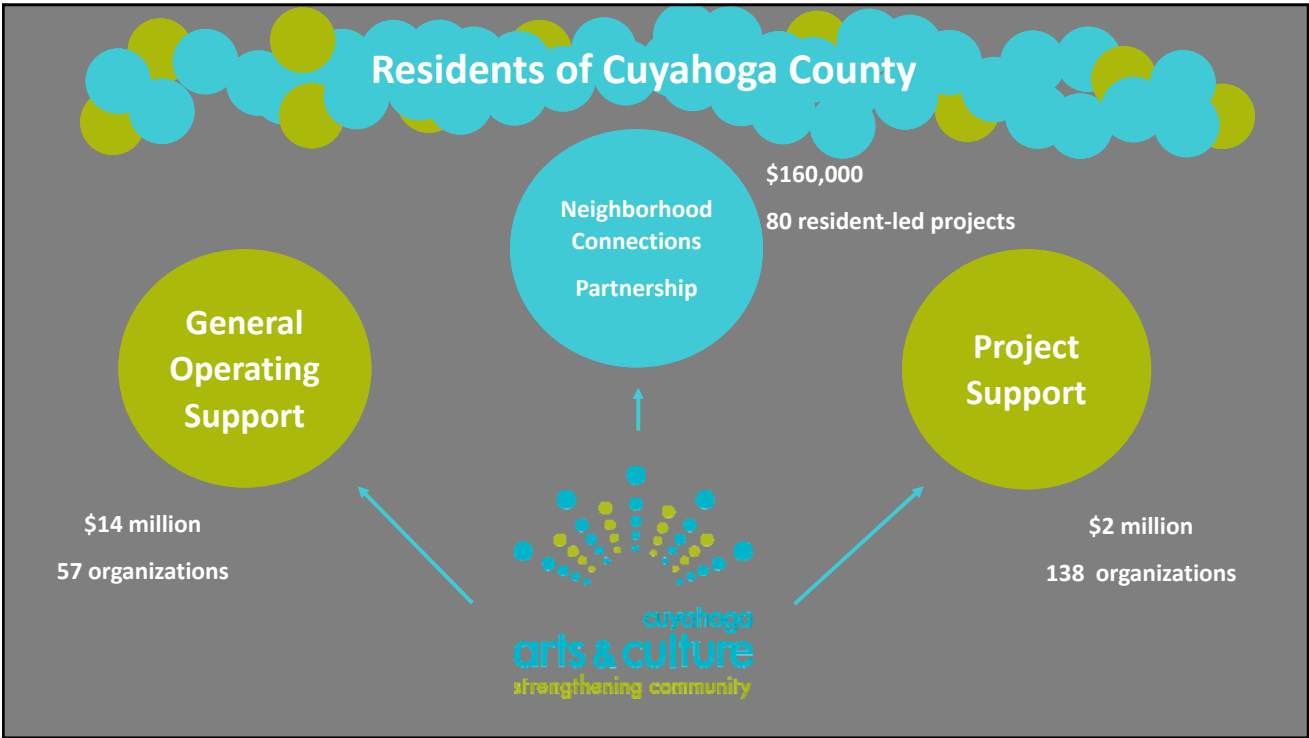 Residents of Cuyahoga County
$160,000
80 resident-led projects
Neighborhood
Connections
Partnership
General
Operating
Support
Project
Support
$14 million
57 organizations
$2 million
138 organizations
cuyahoga
arts & culture
strengthening community